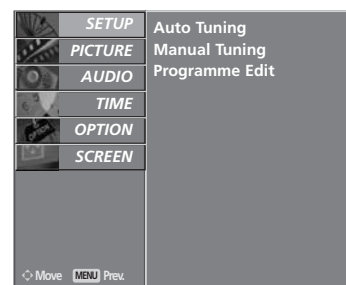 SETUP
PICTURE
AUDIO
TIME
OPTION
SCREEN
Auto Tuning
Manual Tuning
Programme Edit
Move MENU Prev.